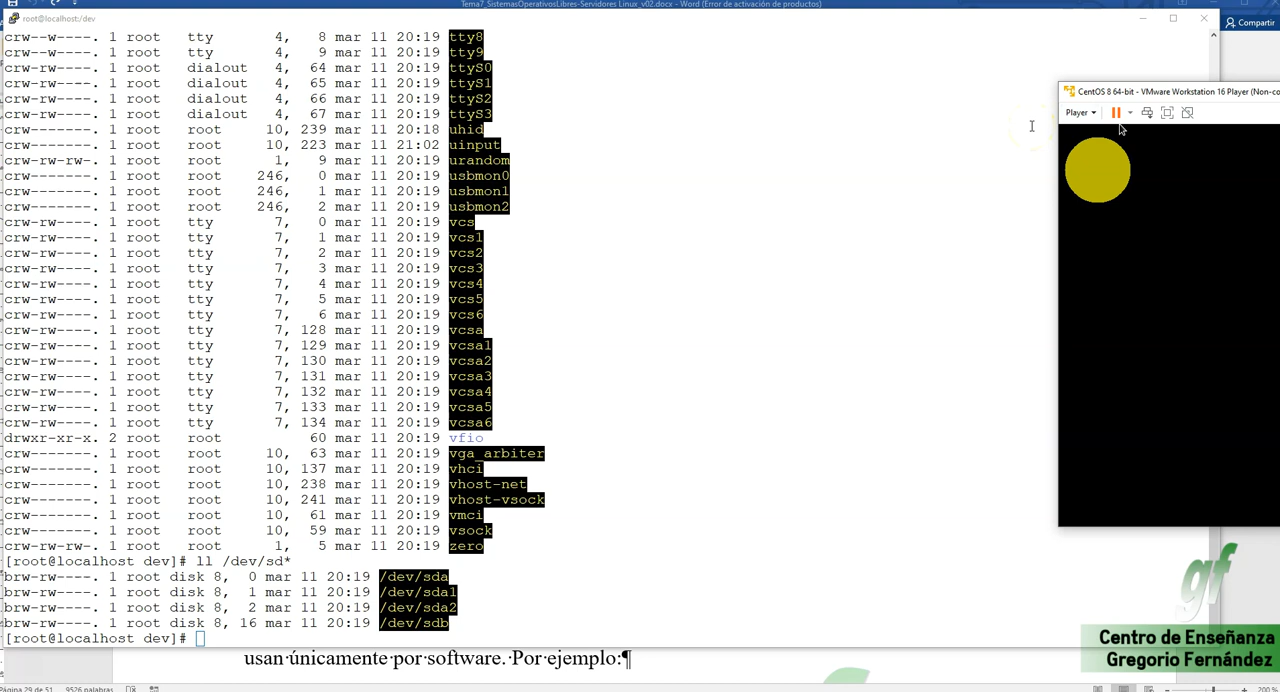 Tema7_SistemasOperativosLibres-Servidores Linux_v02.docx - Word (Error de activación de productos)
root@localhost:/dev
Compartir
crw--w----. 1 root tty 4, 8 mar 11 20:19 tty8
crw--w----. 1 root tty 4, 9 mar 11 20:19 tty9
crw-rw----. 1 root dialout 4, 64 mar 11 20:19 ttyS0
crw-rw----. 1 root dialout 4, 65 mar 11 20:19 ttyS1
crw-rw----. 1 root dialout 4, 66 mar 11 20:19 ttyS2
crw-rw----. 1 root dialout 4, 67 mar 11 20:19 ttyS3
crw-------. 1 root root 10, 239 mar 11 20:18 uhid
crw-------. 1 root root 10, 223 mar 11 21:02 uinput
crw-rw-rw-. 1 root root 1, 9 mar 11 20:19 urandom
crw-------. 1 root root 246, 0 mar 11 20:19 usbmon0
crw-------. 1 root root 246, 1 mar 11 20:19 usbmon1
crw-------. 1 root root 246, 2 mar 11 20:19 usbmon2
crw-rw----. 1 root tty 7, 0 mar 11 20:19 vcs
crw-rw----. 1 root tty 7, 1 mar 11 20:19 vcs1
crw-rw----. 1 root tty 7, 2 mar 11 20:19 vcs2
crw-rw----. 1 root tty 7, 3 mar 11 20:19 vcs3
crw-rw----. 1 root tty 7, 4 mar 11 20:19 vcs4
crw-rw----. 1 root tty 7, 5 mar 11 20:19 vcs5
crw-rw----. 1 root tty 7, 6 mar 11 20:19 vcs6
crw-rw----. 1 root tty 7, 128 mar 11 20:19 vcsa
crw-rw----. 1 root tty 7, 129 mar 11 20:19 vcsa1
crw-rw----. 1 root tty 7, 130 mar 11 20:19 vcsa2
crw-rw----. 1 root tty 7, 131 mar 11 20:19 vcsa3
crw-rw----. 1 root tty 7, 132 mar 11 20:19 vcsa4
crw-rw----. 1 root tty 7, 133 mar 11 20:19 vcsa5
crw-rw----. 1 root tty 7, 134 mar 11 20:19 vcsa6
drwxr-xr-x. 2 root root 60 mar 11 20:19 vfio
crw-------. 1 root root 10, 63 mar 11 20:19 vga_arbiter
crw-------. 1 root root 10, 137 mar 11 20:19 vhci
crw-------. 1 root root 10, 238 mar 11 20:19 vhost-net
crw-------. 1 root root 10, 241 mar 11 20:19 vhost-vsock
crw-------. 1 root root 10, 61 mar 11 20:19 vmci
crw-------. 1 root root 10, 59 mar 11 20:19 vsock
crw-rw-rw-. 1 root root 1, 5 mar 11 20:19 zero
[root@localhost dev]# ll /dev/sd*
brw-rw----. 1 root disk 8, 0 mar 11 20:19 /dev/sda
brw-rw----. 1 root disk 8, 1 mar 11 20:19 /dev/sda1
brw-rw----. 1 root disk 8, 2 mar 11 20:19 /dev/sda2
brw-rw----. 1 root disk 8, 16 mar 11 20:19 /dev/sdb
[root@localhost dev]#
CentOS 8 64-bit - VMware Workstation 16 Player (Non-co
Player
gf
Centro de Enseñanza
Gregorio Fernández
usan·únicamente·por·software.·Por·ejemplo:¶
Página 29 de 51 9526 palabras
200 %